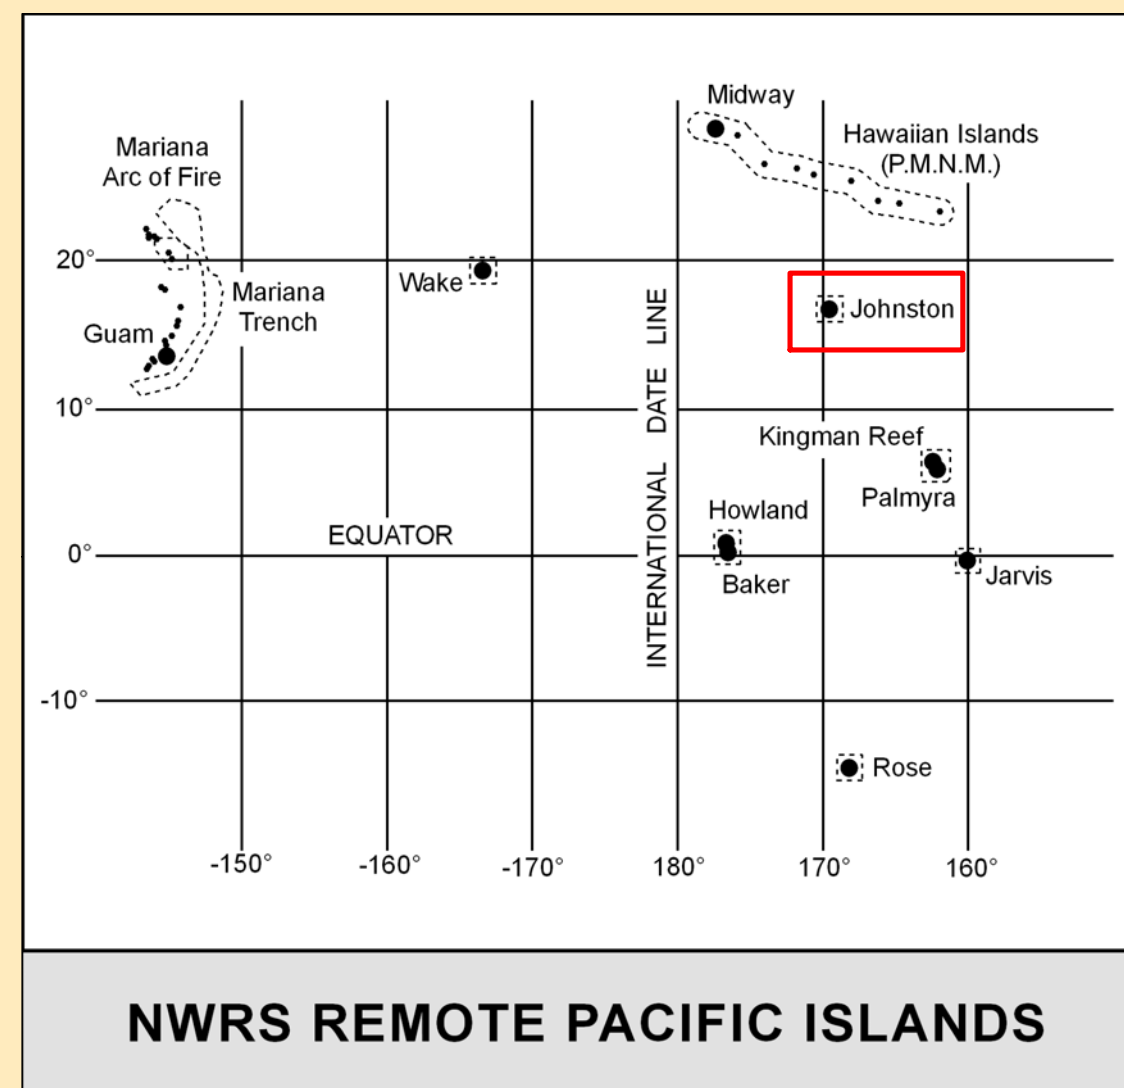 Midway
Hawaiian Islands
(P.M.N.M.)
Mariana
Arc of Fire
20°
Wake
Mariana
Trench
Johnston
Guam
INTERNATIONAL DATE LINE
10°
Kingman Reef
Palmyra
Howland
EQUATOR
0°
Baker
Jarvis
-10°
Rose
-150°
-160°
-170°
180°
170°
160°
NWRS REMOTE PACIFIC ISLANDS